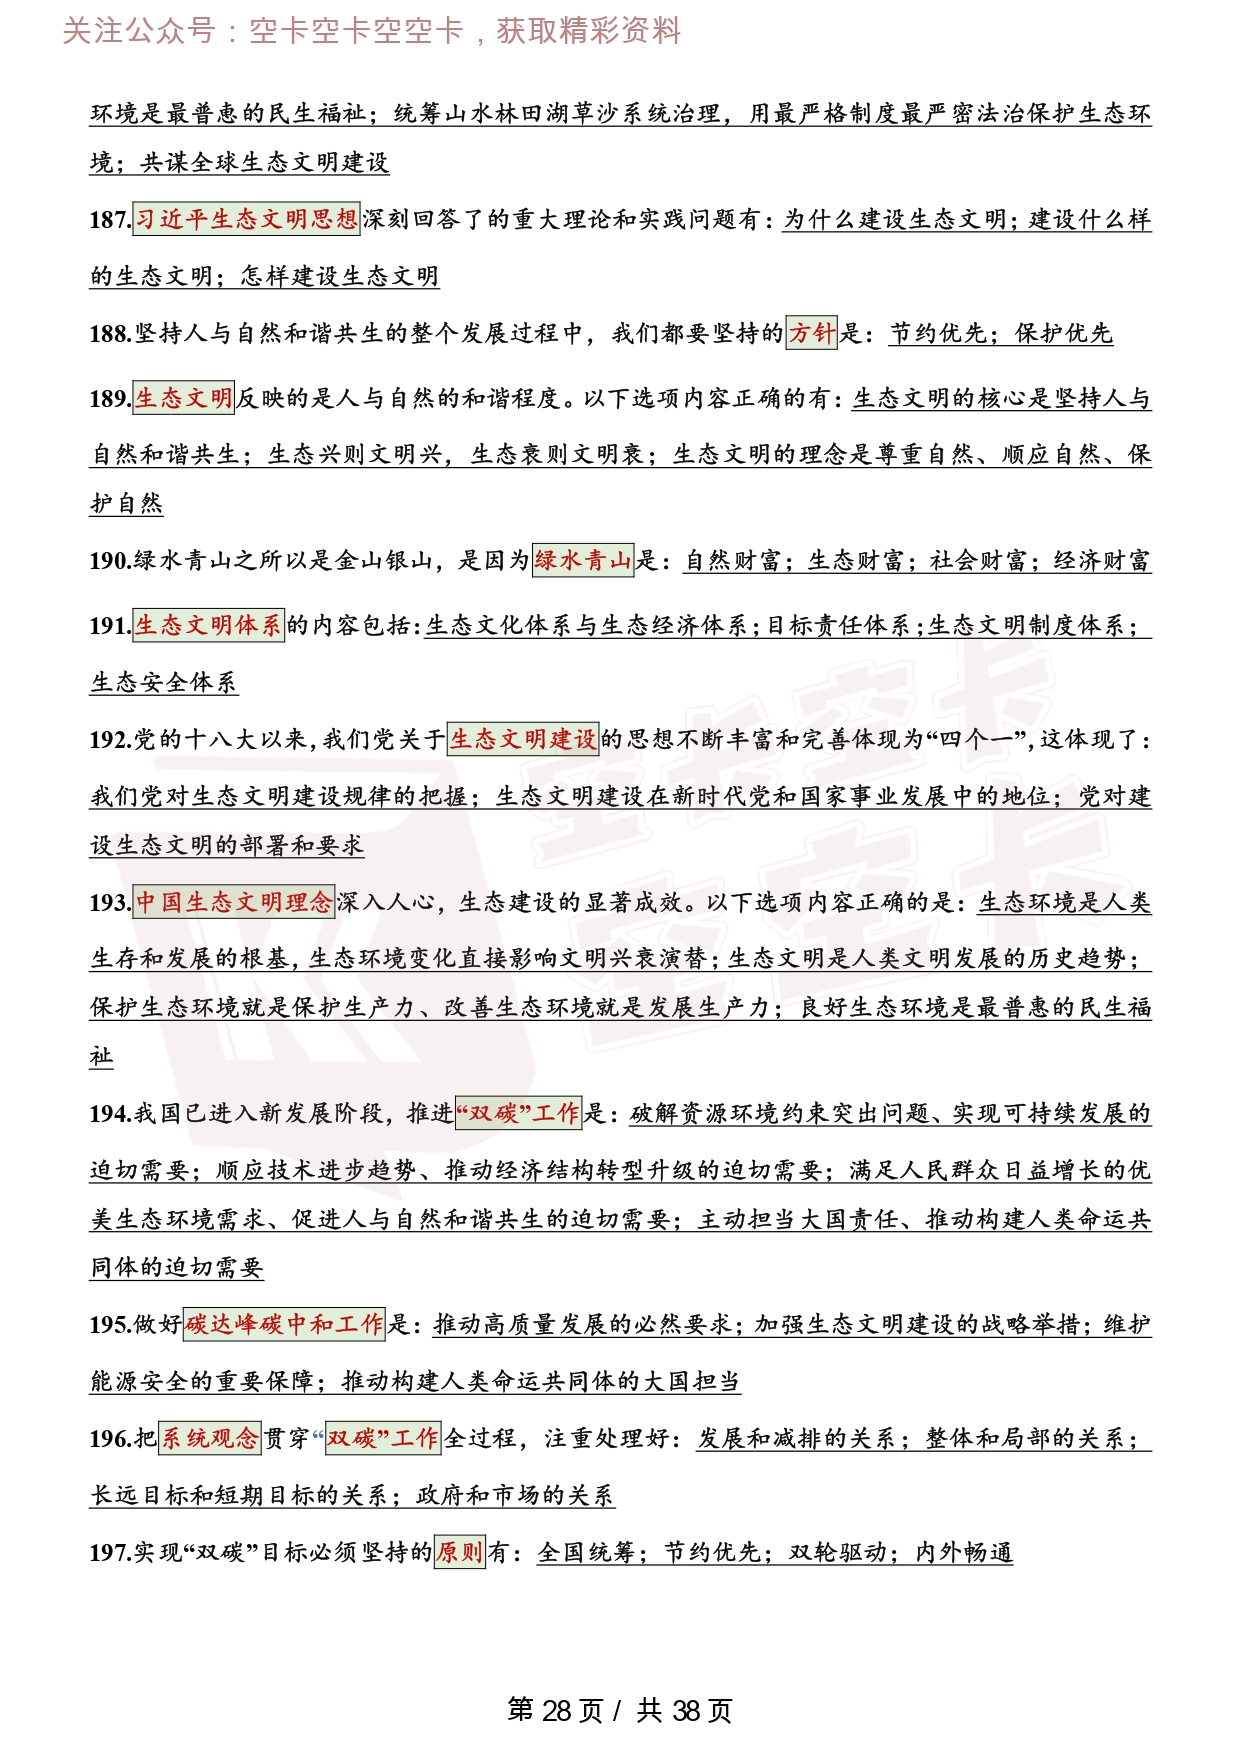 关注公众号：空卡空卡空空卡，获取精彩资料
环境是最普惠的民生福祉；统筹山水林田湖草沙系统治理，用最严格制度最严密法治保护生态环
境；共谋全球生态文明建设
187.习近平生态文明思想深刻回答了的重大理论和实践问题有：为什么建设生态文明；建设什么样
的生态文明；怎样建设生态文明
188.坚持人与自然和谐共生的整个发展过程中，我们都要坚持的方针是：节约优先；保护优先
189.生态文明反映的是人与自然的和谐程度。以下选项内容正确的有：生态文明的核心是坚持人与
自然和谐共生；生态兴则文明兴，生态衰则文明衰；生态文明的理念是尊重自然、顺应自然、保
护自然
190.绿水青山之所以是金山银山，是因为绿水青山是：自然财富；生态财富；社会财富；经济财富
191.生态文明体系的内容包括：生态文化体系与生态经济体系；目标责任体系；生态文明制度体系；
生态安全体系
192.党的十八大以来，我们党关于生态文明建设的思想不断丰富和完善体现为“四个一”，这体现了：
我们党对生态文明建设规律的把握；生态文明建设在新时代党和国家事业发展中的地位；党对建
设生态文明的部署和要求
193.中国生态文明理念深入人心，生态建设的显著成效。以下选项内容正确的是：生态环境是人类
生存和发展的根基，生态环境变化直接影响文明兴衰演替；生态文明是人类文明发展的历史趋势；
保护生态环境就是保护生产力、改善生态环境就是发展生产力；良好生态环境是最普惠的民生福
祉
194.我国已进入新发展阶段，推进“双碳”工作是：破解资源环境约束突出问题、实现可持续发展的
迫切需要；顺应技术进步趋势、推动经济结构转型升级的迫切需要；满足人民群众日益增长的优
美生态环境需求、促进人与自然和谐共生的迫切需要；主动担当大国责任、推动构建人类命运共
同体的迫切需要
195.做好碳达峰碳中和工作是：推动高质量发展的必然要求；加强生态文明建设的战略举措；维护
能源安全的重要保障；推动构建人类命运共同体的大国担当
196.把系统观念贯穿“双碳”工作全过程，注重处理好：发展和减排的关系；整体和局部的关系；
长远目标和短期目标的关系；政府和市场的关系
197.实现“双碳”目标必须坚持的原则有：全国统筹；节约优先；双轮驱动；内外畅通
空卡空卡
空空卡
第 28 页 / 共 38 页